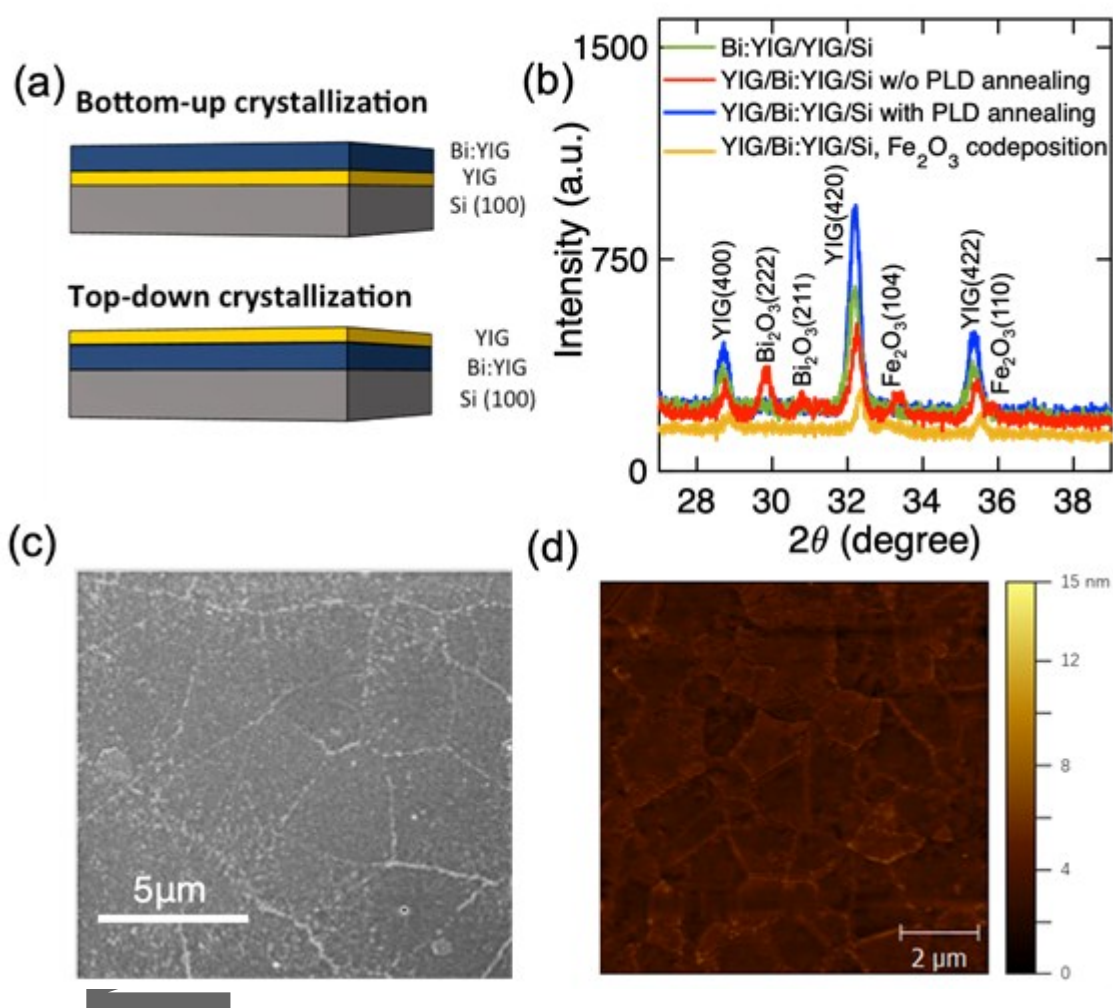 (a)
Bottom-up crystallization
Bi:YIG
YIG
Si (100)
Top-down crystallization
YIG
Bi:YIG
Si (100)
(b)
1500
750
0
Intensity (a.u.)
Bi:YIG/YIG/Si
YIG/Bi:YIG/Si w/o PLD annealing
YIG/Bi:YIG/Si with PLD annealing
YIG/Bi:YIG/Si, Fe₂O₃ codeposition
YIG(400)
Bi₂O₃(222)
Bi₂O₃(211)
YIG(420)
Fe₂O₃(104)
YIG(422)
Fe₂O₃(110)
28 30 32 34 36 38
2θ (degree)
(c)
5μm
(d)
15 nm
12
8
4
0
2 μm